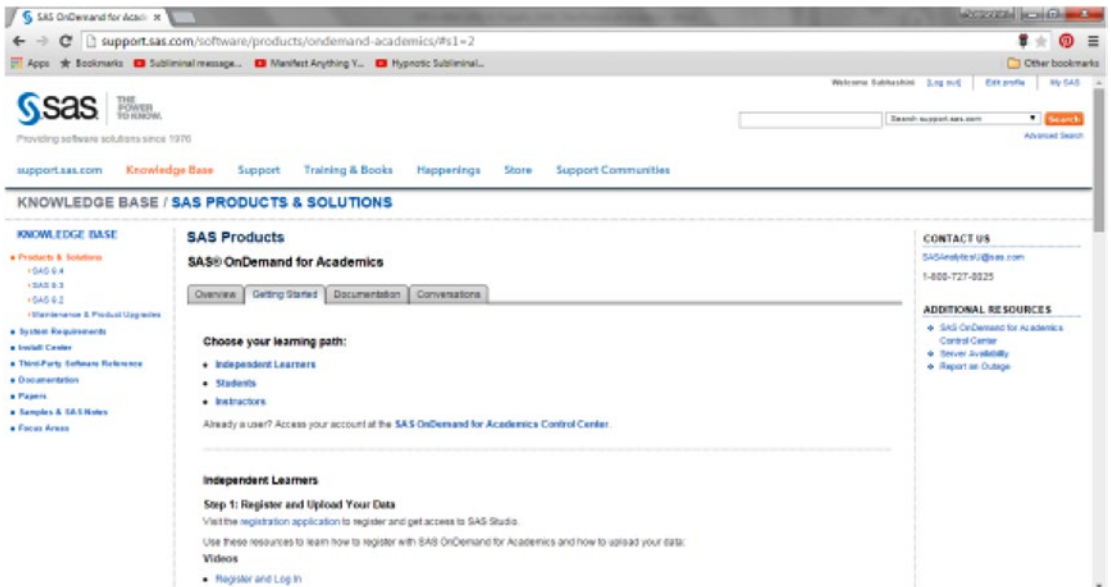 SAS OnDemand for Acade
support.sas.com/software/products/ondemand-academics/#s1=2
Apps Bookmarks Subliminal message... Manifest Anything Y... Hypnotic Subliminal... Other bookmarks
Welcome Subhashini [Log out] Edit profile My SAS
sas THE POWER TO KNOW.
Search support.sas.com Search
Providing software solutions since 1976
Advanced Search
support.sas.com Knowledge Base Support Training & Books Happenings Store Support Communities
KNOWLEDGE BASE / SAS PRODUCTS & SOLUTIONS
KNOWLEDGE BASE
Products & Solutions
SAS 9.4
SAS 9.3
SAS 9.2
Maintenance & Product Upgrades
System Requirements
Install Center
Third-Party Software Reference
Documentation
Papers
Samples & SAS Notes
Focus Areas
SAS Products
SAS® OnDemand for Academics
Overview Getting Started Documentation Conversations
Choose your learning path:
Independent Learners
Students
Instructors
Already a user? Access your account at the SAS OnDemand for Academics Control Center.
Independent Learners
Step 1: Register and Upload Your Data
Visit the registration application to register and get access to SAS Studio.
Use these resources to learn how to register with SAS OnDemand for Academics and how to upload your data:
Videos
Register and Log In
CONTACT US
SASAnalyticsU@sas.com
1-800-727-0025
ADDITIONAL RESOURCES
SAS OnDemand for Academics
Control Center
Server Availability
Report an Outage